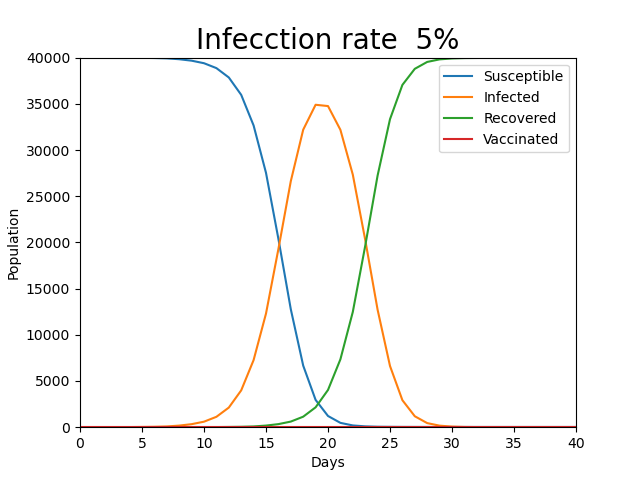 Infecction rate  5%
40000
35000
30000
25000
20000
15000
10000
5000
0
Population
Susceptible
Infected
Recovered
Vaccinated
0 5 10 15 20 25 30 35 40
Days